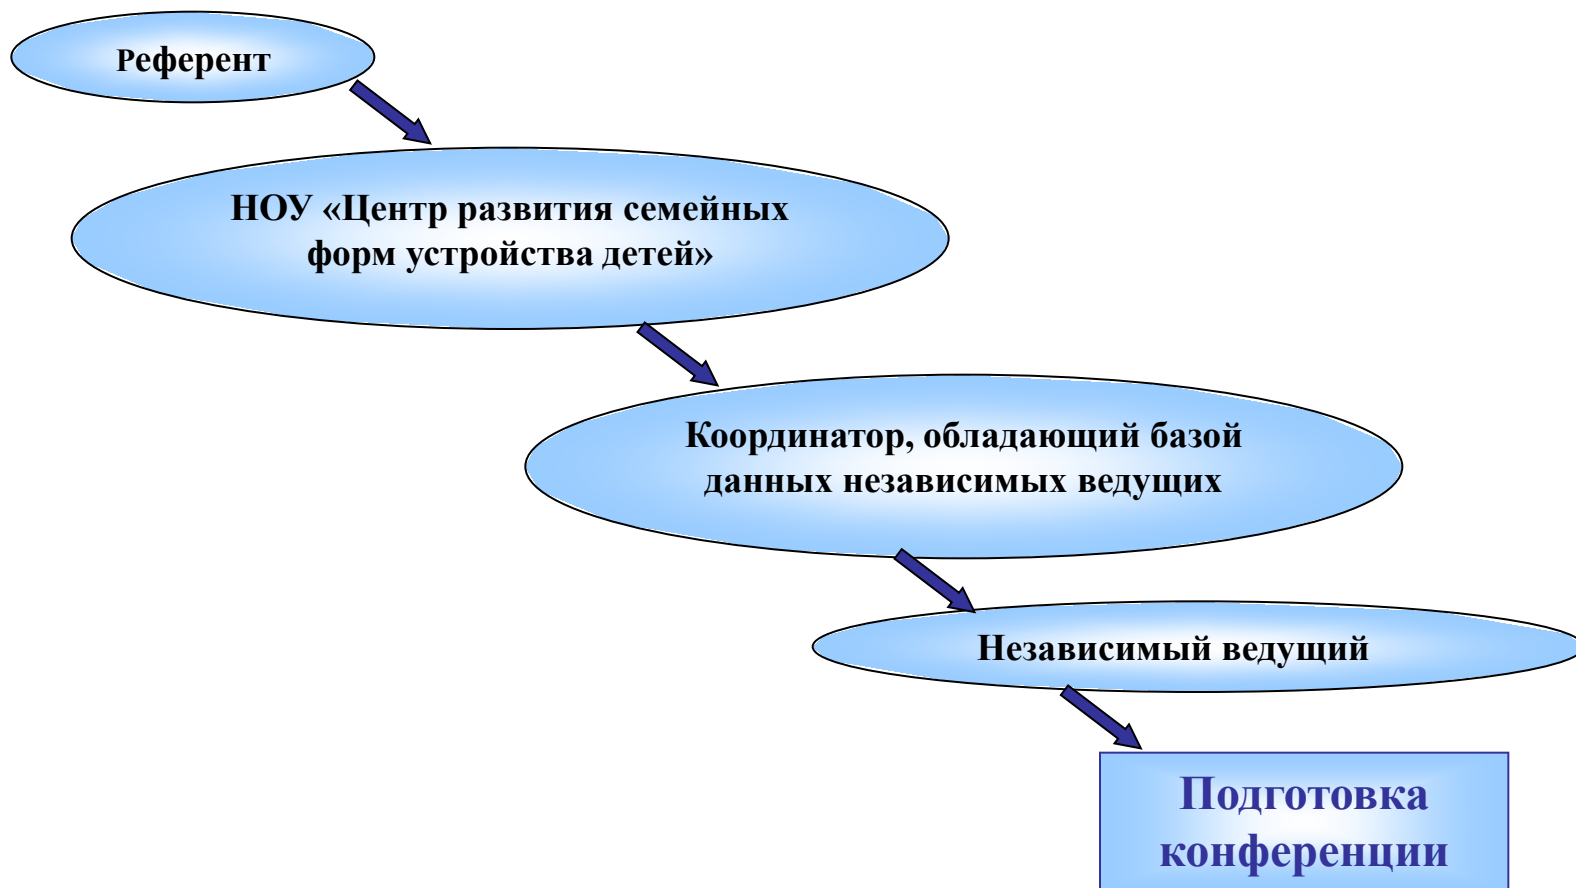 Референт
НОУ «Центр развития семейных
форм устройства детей»
Координатор, обладающий базой
данных независимых ведущих
Независимый ведущий
Подготовка
конференции